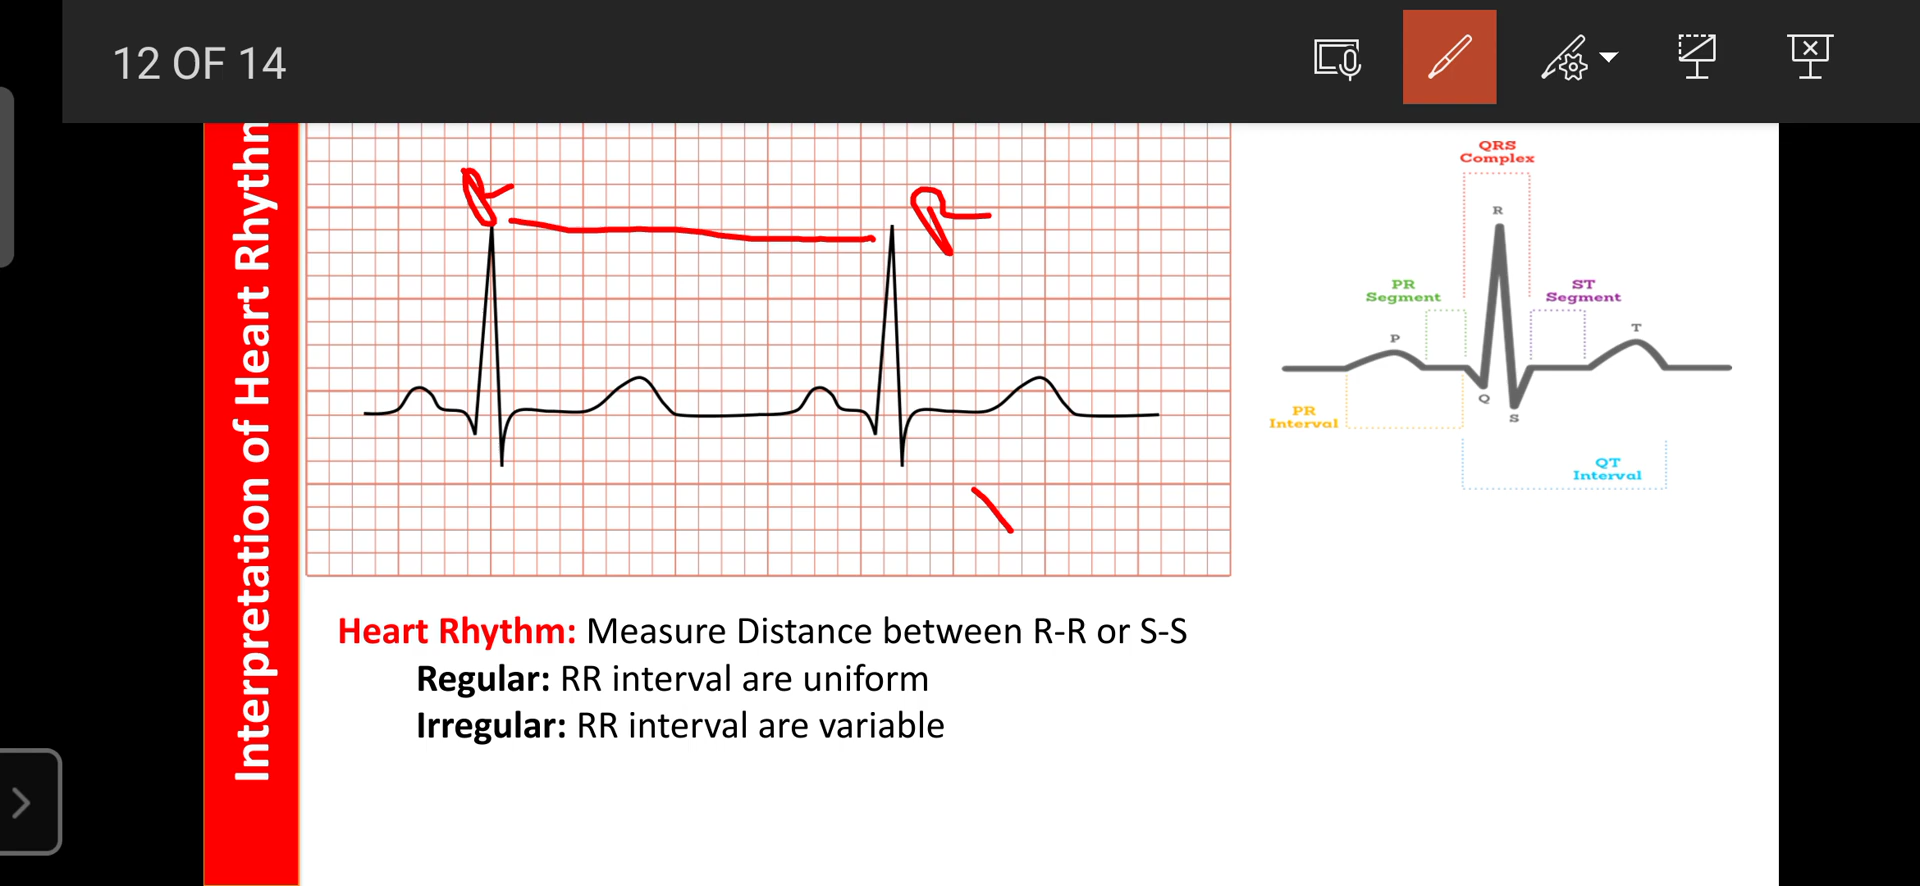 12 OF 14
Interpretation of Heart Rhythm
R
R
QRS
Complex
R
PR
Segment
ST
Segment
P
T
Q
S
PR
Interval
QT
Interval
Heart Rhythm: Measure Distance between R-R or S-S
Regular: RR interval are uniform
Irregular: RR interval are variable